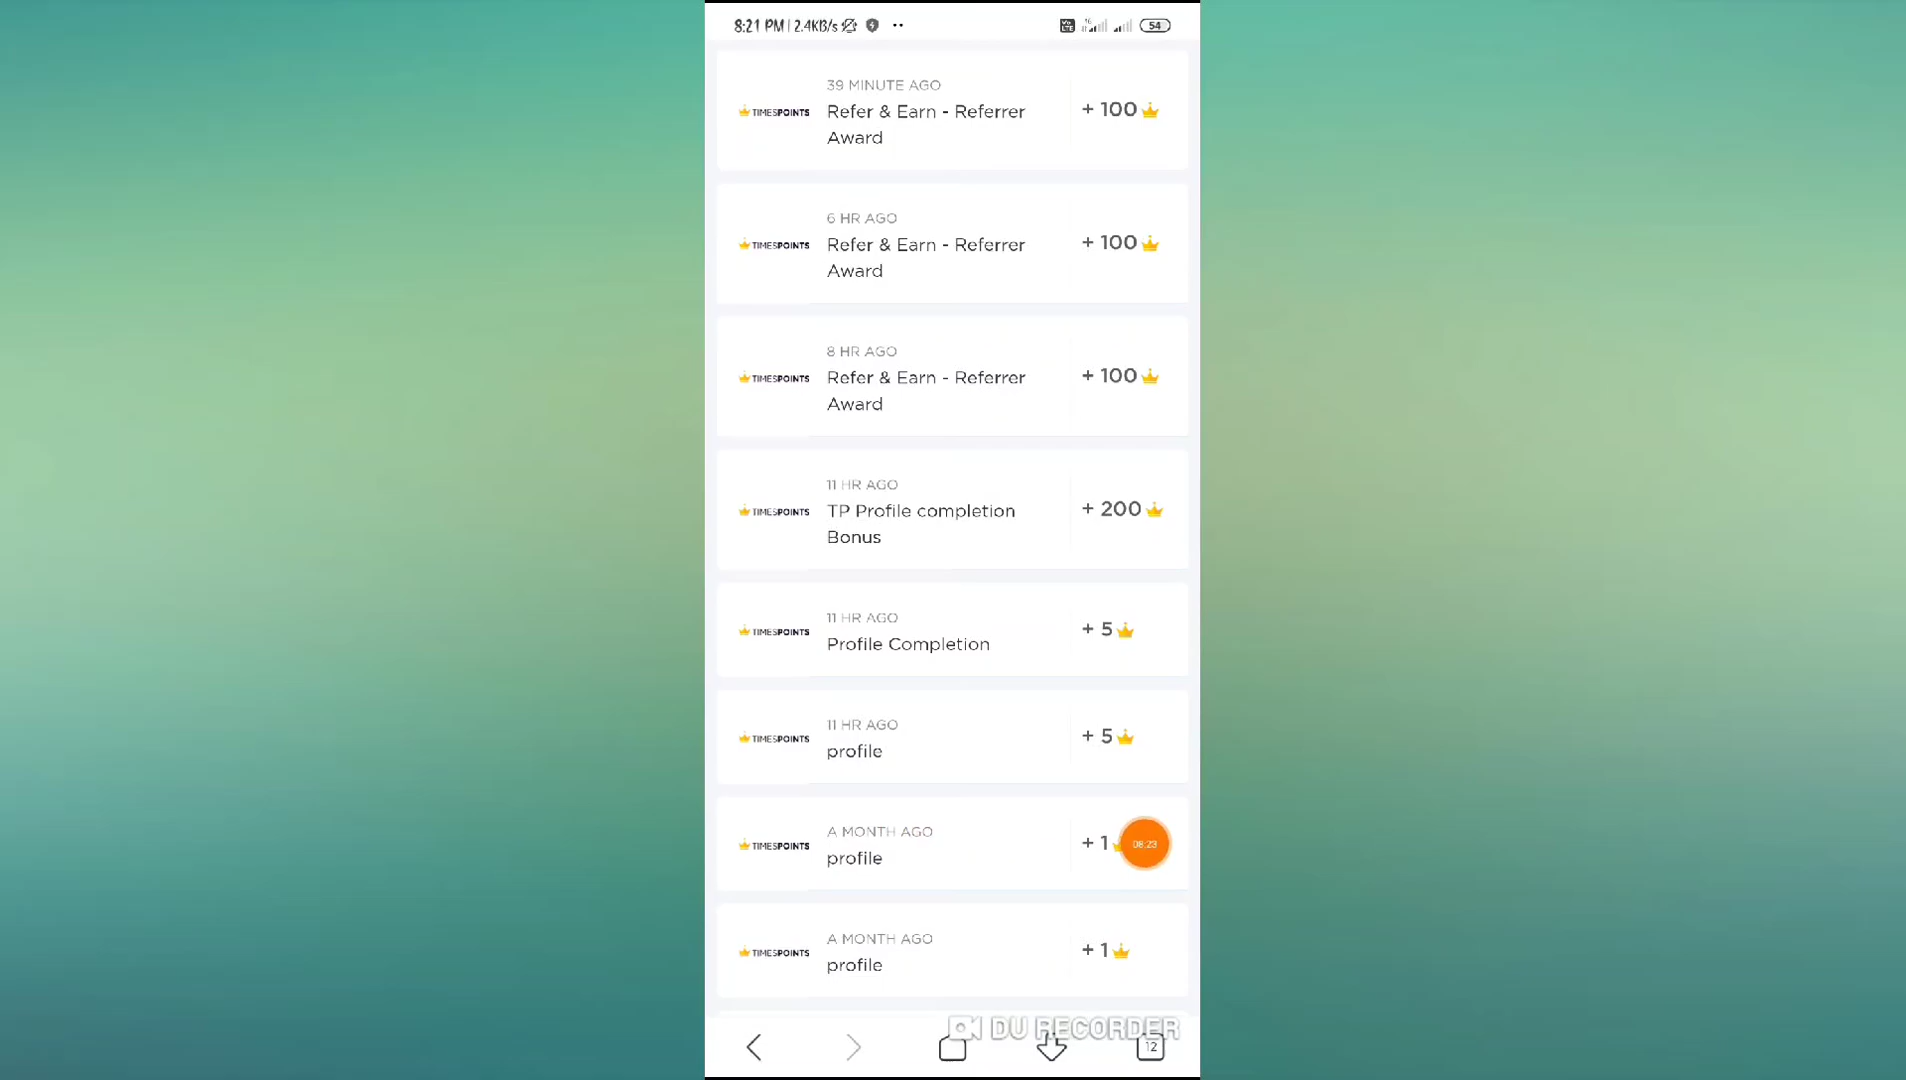 8:21 PM | 2.4KB/s
54
39 MINUTE AGO
TIMESPOINTS
Refer & Earn - Referrer
Award
+ 100
6 HR AGO
TIMESPOINTS
Refer & Earn - Referrer
Award
+ 100
8 HR AGO
TIMESPOINTS
Refer & Earn - Referrer
Award
+ 100
11 HR AGO
TIMESPOINTS
TP Profile completion
Bonus
+ 200
11 HR AGO
TIMESPOINTS
Profile Completion
+ 5
11 HR AGO
TIMESPOINTS
profile
+ 5
A MONTH AGO
TIMESPOINTS
profile
+ 1
08:23
A MONTH AGO
TIMESPOINTS
profile
+ 1
DU RECORDER
12